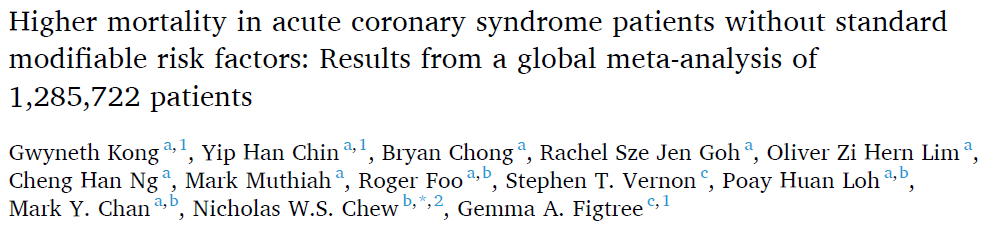 Higher mortality in acute coronary syndrome patients without standard
modifiable risk factors: Results from a global meta-analysis of
1,285,722 patients
Gwyneth Kong a,1, Yip Han Chin a,1, Bryan Chong a, Rachel Sze Jen Goh a, Oliver Zi Hern Lim a,
Cheng Han Ng a, Mark Muthiah a, Roger Foo a,b, Stephen T. Vernon c, Poay Huan Loh a,b,
Mark Y. Chan a,b, Nicholas W.S. Chew b,*,2, Gemma A. Figtree c,1